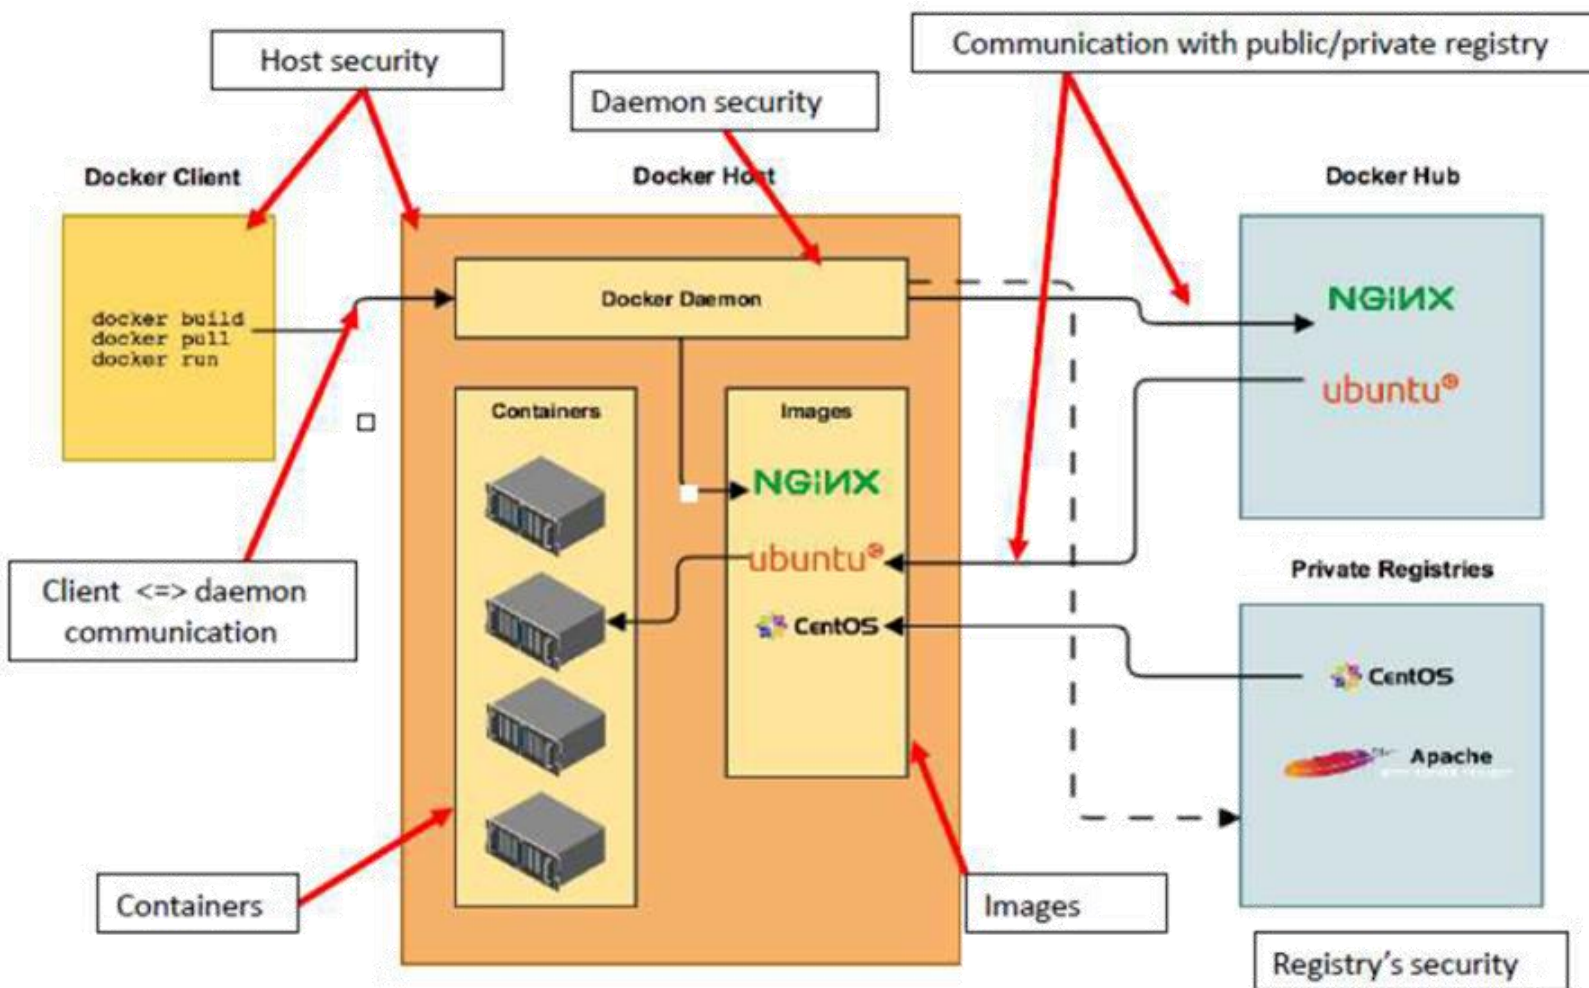 Host security
Communication with public/private registry
Daemon security
Docker Client
Docker Host
Docker Hub
docker build
docker pull
docker run
Docker Daemon
NGiNX
ubuntu
Containers
Images
NGiNX
ubuntu
CentOS
Private Registries
CentOS
Apache
Client <=> daemon
communication
Containers
Images
Registry's security